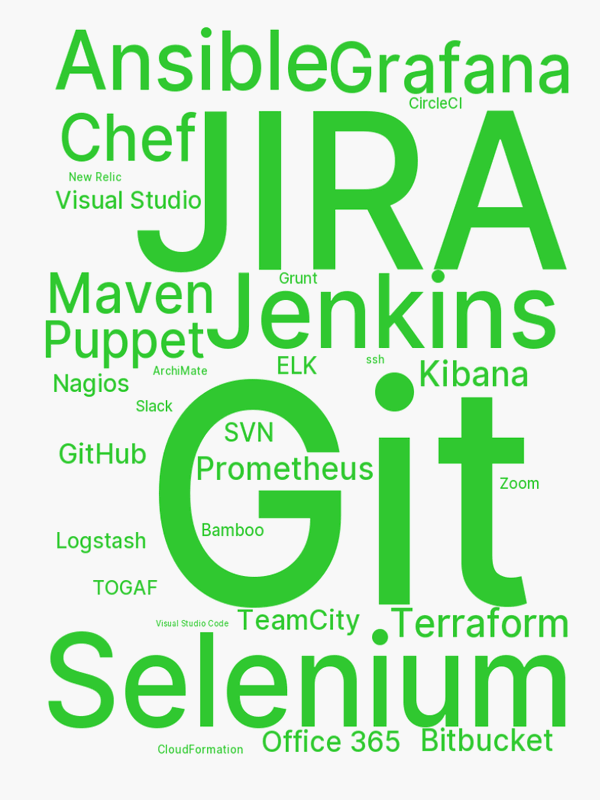 Ansible
Grafana
CircleCI
Chef
JIRA
New Relic
Visual Studio
Maven
Grunt
Jenkins
Puppet
ELK
ssh
ArchiMate
Kibana
Nagios
Slack
Git
SVN
GitHub
Prometheus
Zoom
Bamboo
Logstash
TOGAF
Visual Studio Code
TeamCity
Terraform
Selenium
CloudFormation
Office 365
Bitbucket